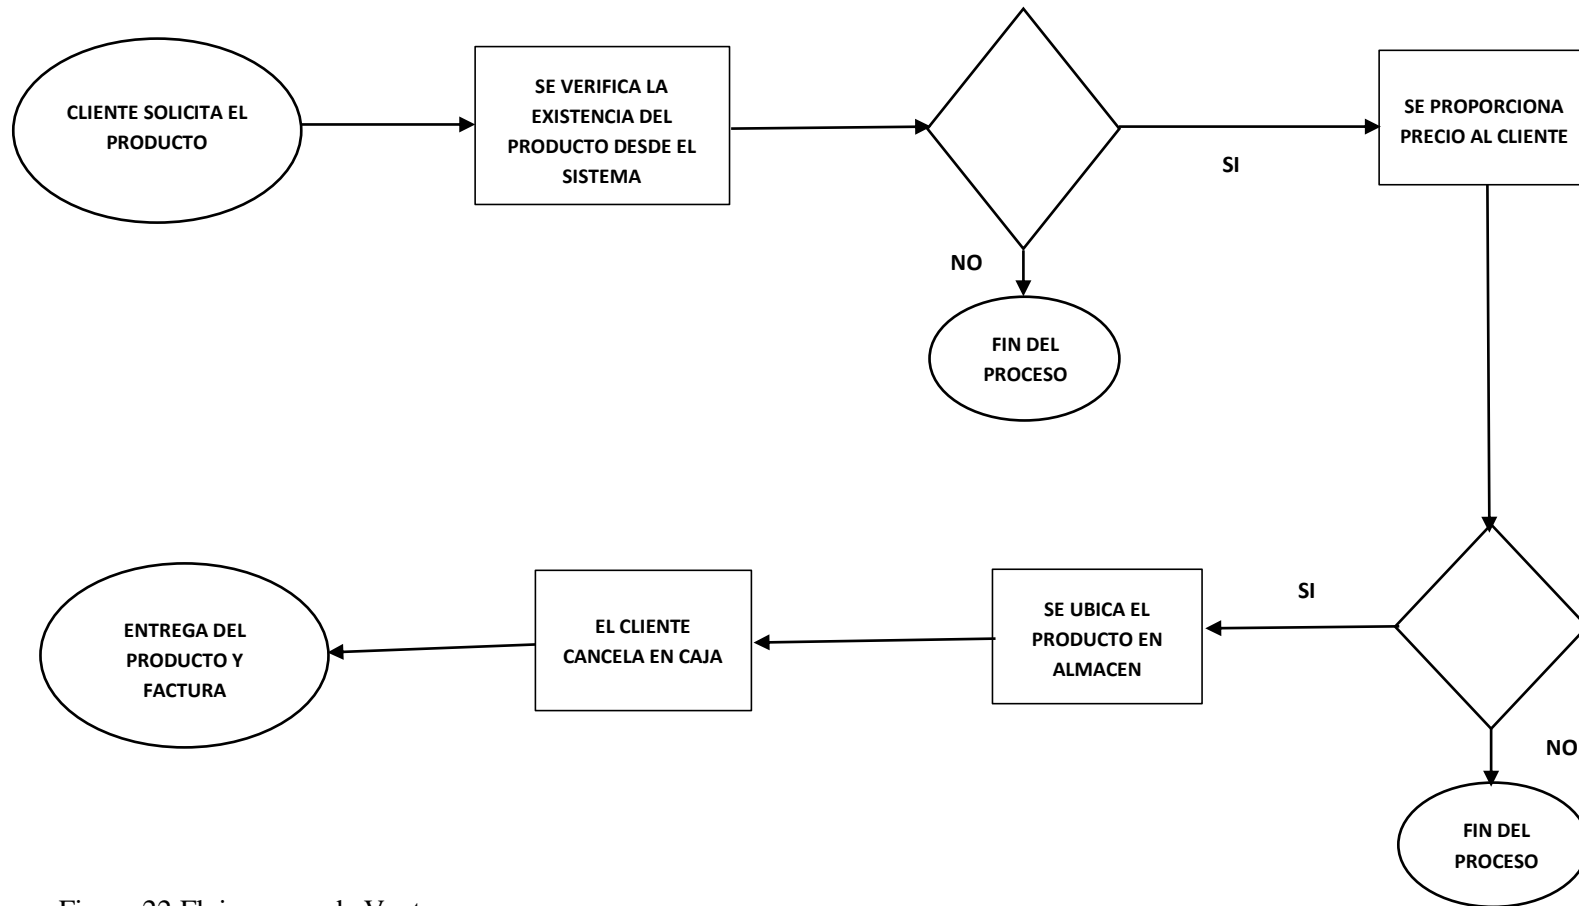 CLIENTE SOLICITA EL
PRODUCTO
SE VERIFICA LA
EXISTENCIA DEL
PRODUCTO DESDE EL
SISTEMA
SI
SE PROPORCIONA
PRECIO AL CLIENTE
NO
FIN DEL
PROCESO
SI
SE UBICA EL
PRODUCTO EN
ALMACEN
EL CLIENTE
CANCELA EN CAJA
ENTREGA DEL
PRODUCTO Y
FACTURA
NO
FIN DEL
PROCESO